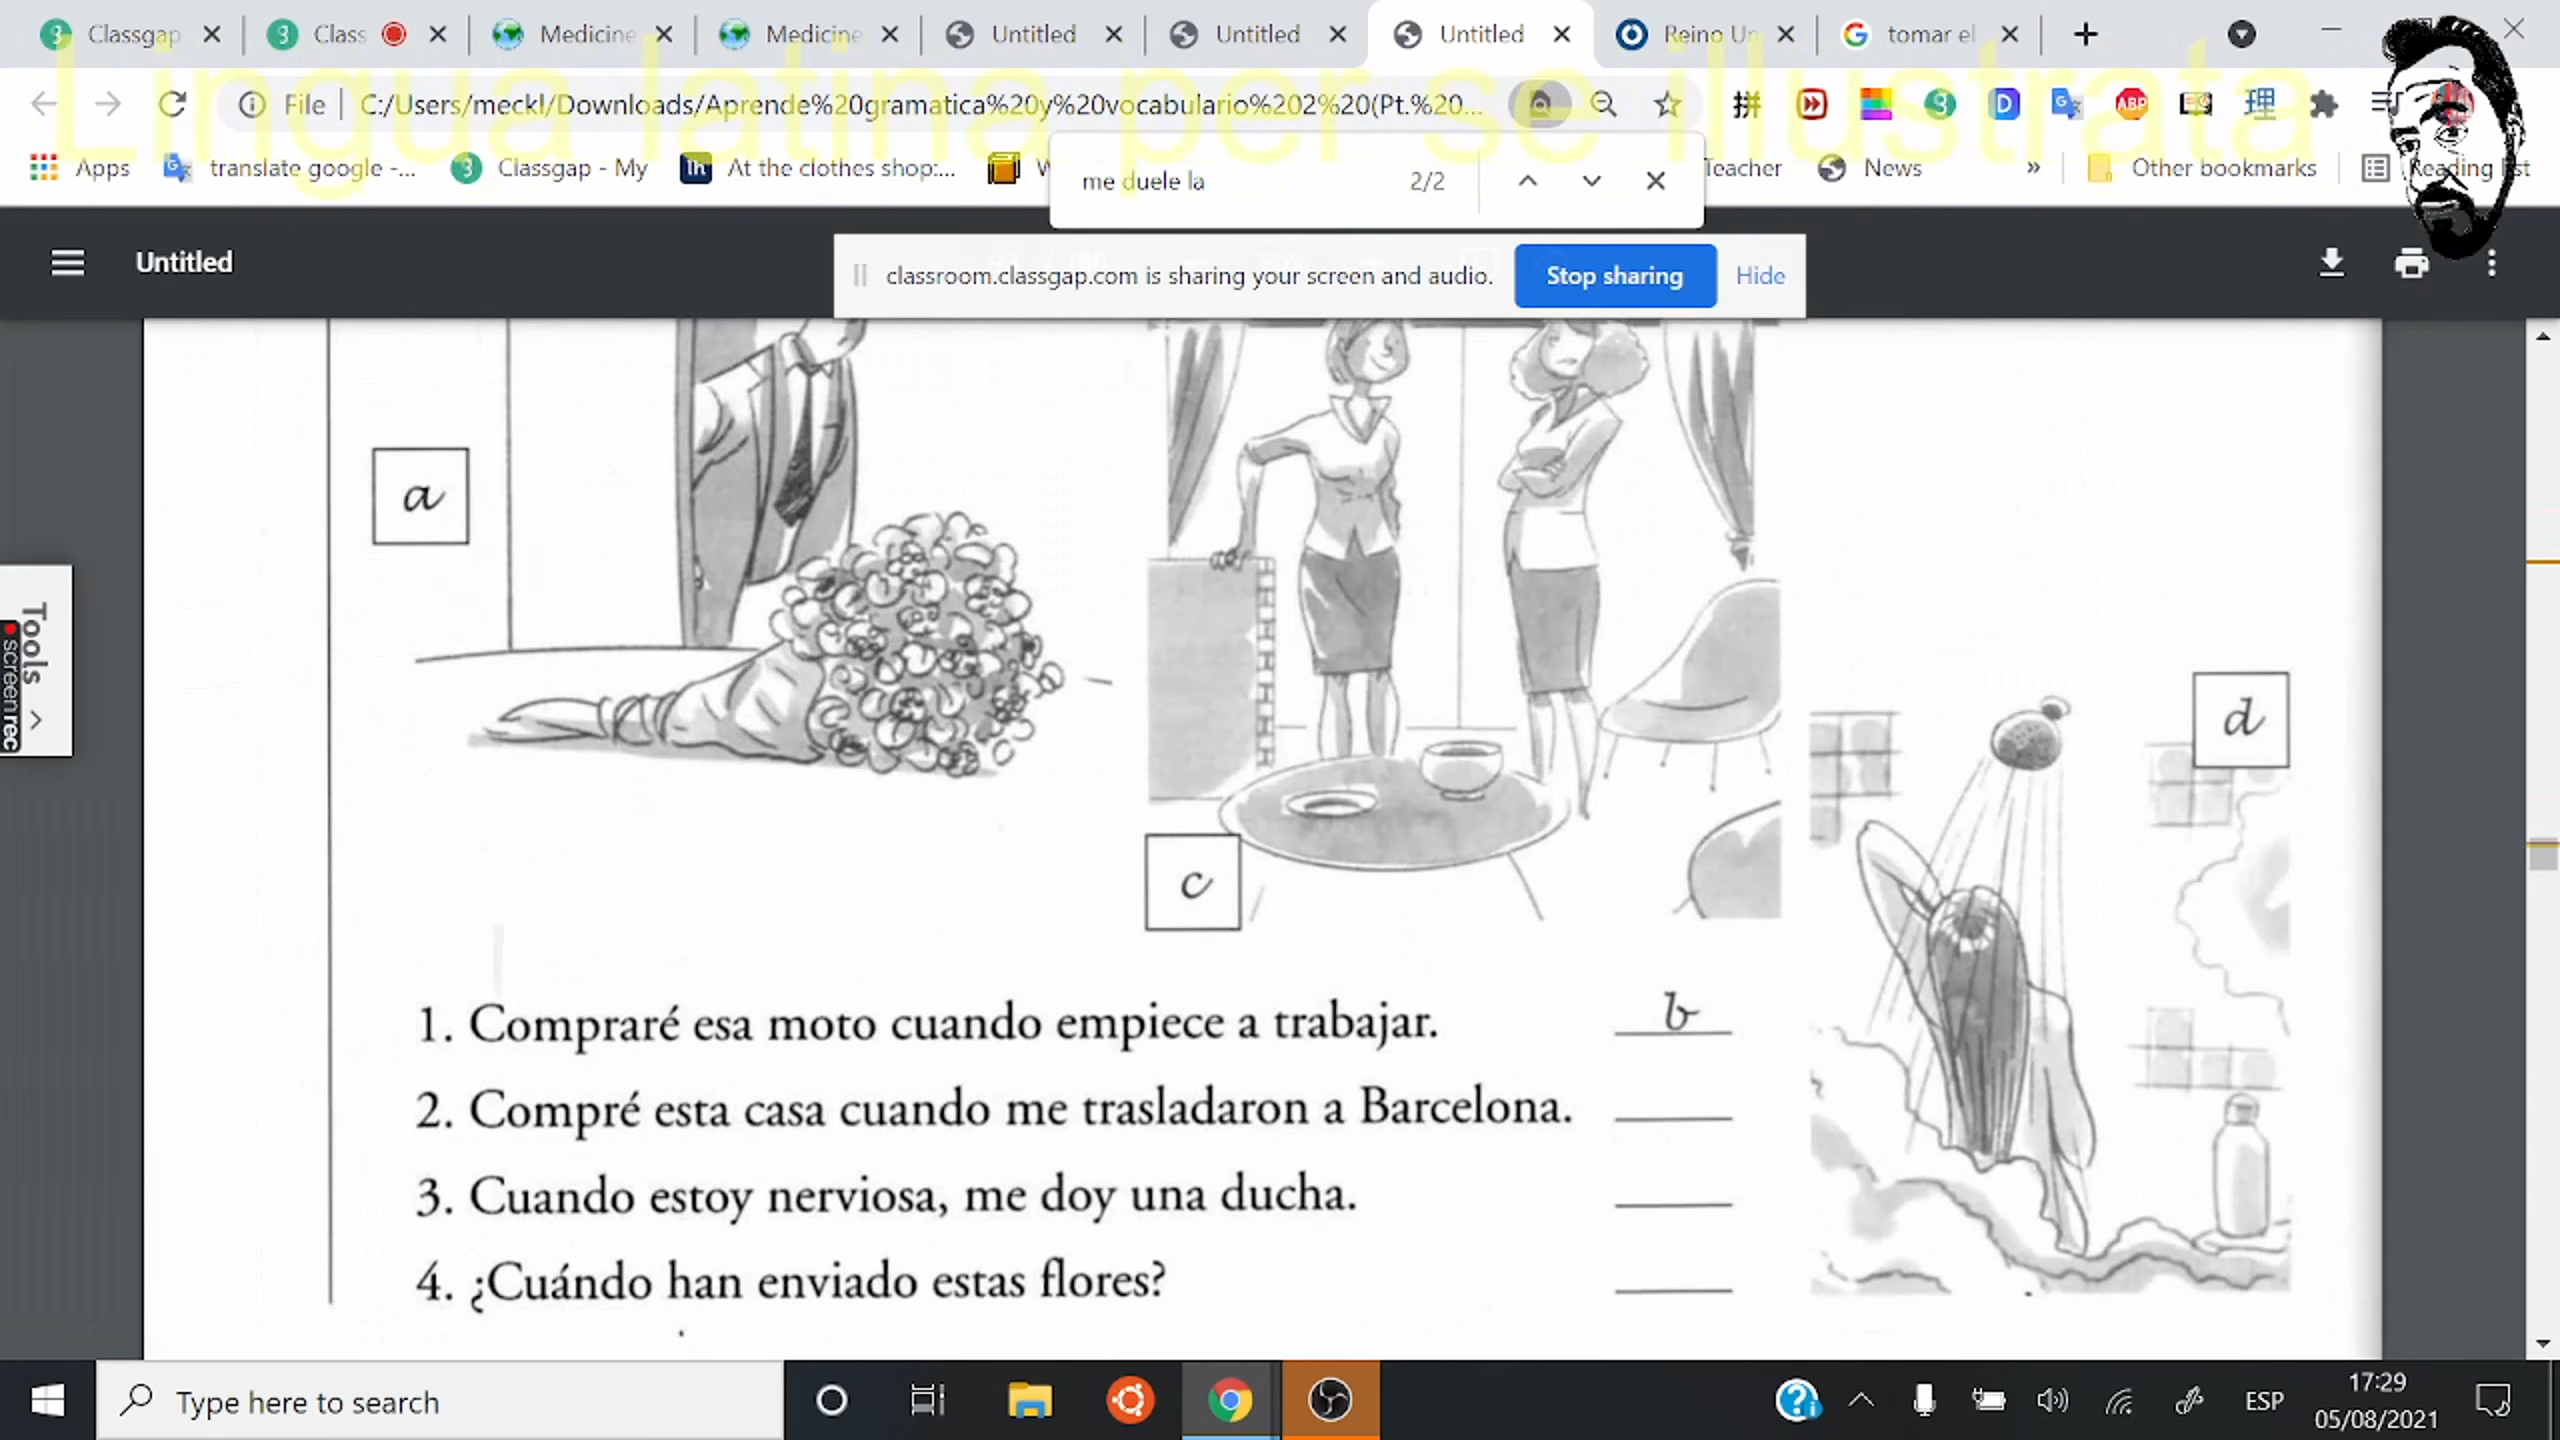 Classgap
Class
Medicine
Medicine
Untitled
Untitled
Untitled
Reino Un
tomar el
Lingua latina per se illustrata
File
C:/Users/meckl/Downloads/Aprende%20gramatica%20y%20vocabulario%202%20(Pt.%20...
Apps
translate google -...
Classgap - My
At the clothes shop:...
me duele la
2/2
Teacher
News
»
Other bookmarks
Reading list
Untitled
classroom.classgap.com is sharing your screen and audio.
Stop sharing
Hide
a
c
d
Tools
screenrec
1. Compraré esa moto cuando empiece a trabajar.
b
2. Compré esta casa cuando me trasladaron a Barcelona.
3. Cuando estoy nerviosa, me doy una ducha.
4. ¿Cuándo han enviado estas flores?
Type here to search
ESP
17:29
05/08/2021